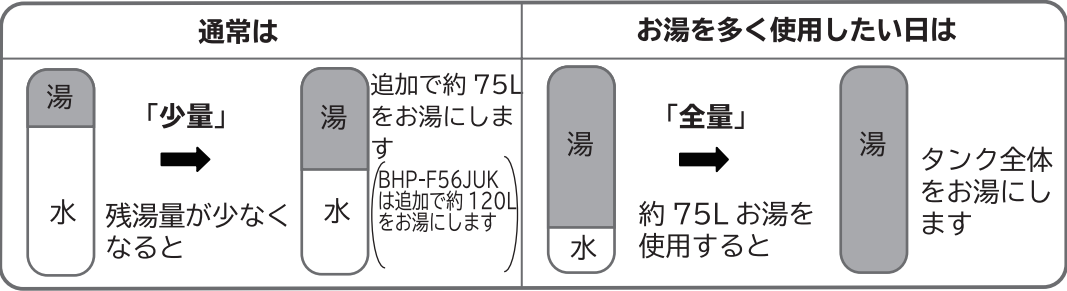 通常は
湯
水
「少量」
残湯量が少なく
なると
湯
水
追加で約 75L
をお湯にしま
す
BHP-F56JUK
は追加で約 120L
をお湯にします
お湯を多く使用したい日は
湯
水
「全量」
約 75L お湯を
使用すると
湯
タンク全体
をお湯にし
ます